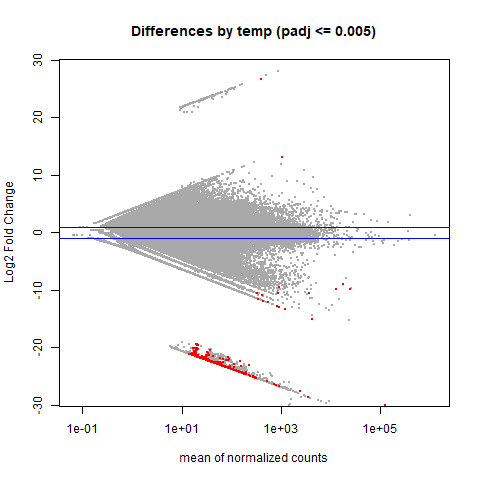 Differences by temp (padj <= 0.005)
Log2 Fold Change
30
20
10
0
-10
-20
-30
1e-01
1e+01
1e+03
1e+05
mean of normalized counts